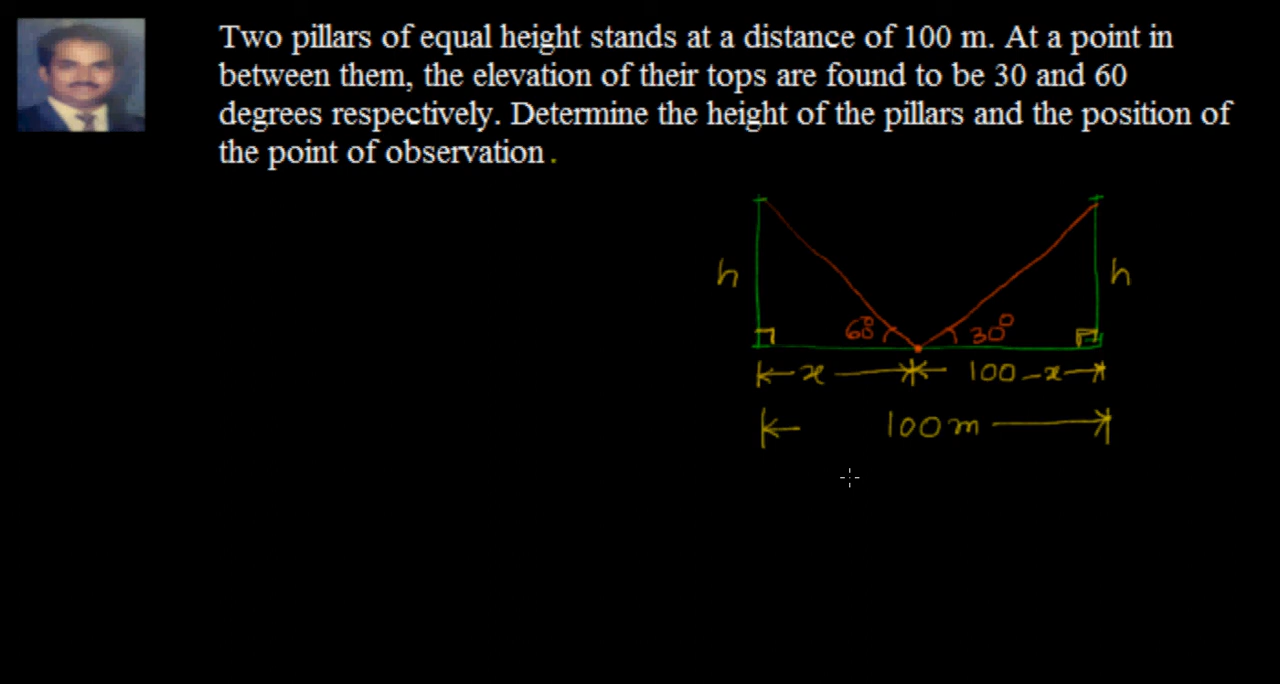 Two pillars of equal height stands at a distance of 100 m. At a point in
between them, the elevation of their tops are found to be 30 and 60
degrees respectively. Determine the height of the pillars and the position of
the point of observation.
h
h
60°
30°
x
100-x
100m